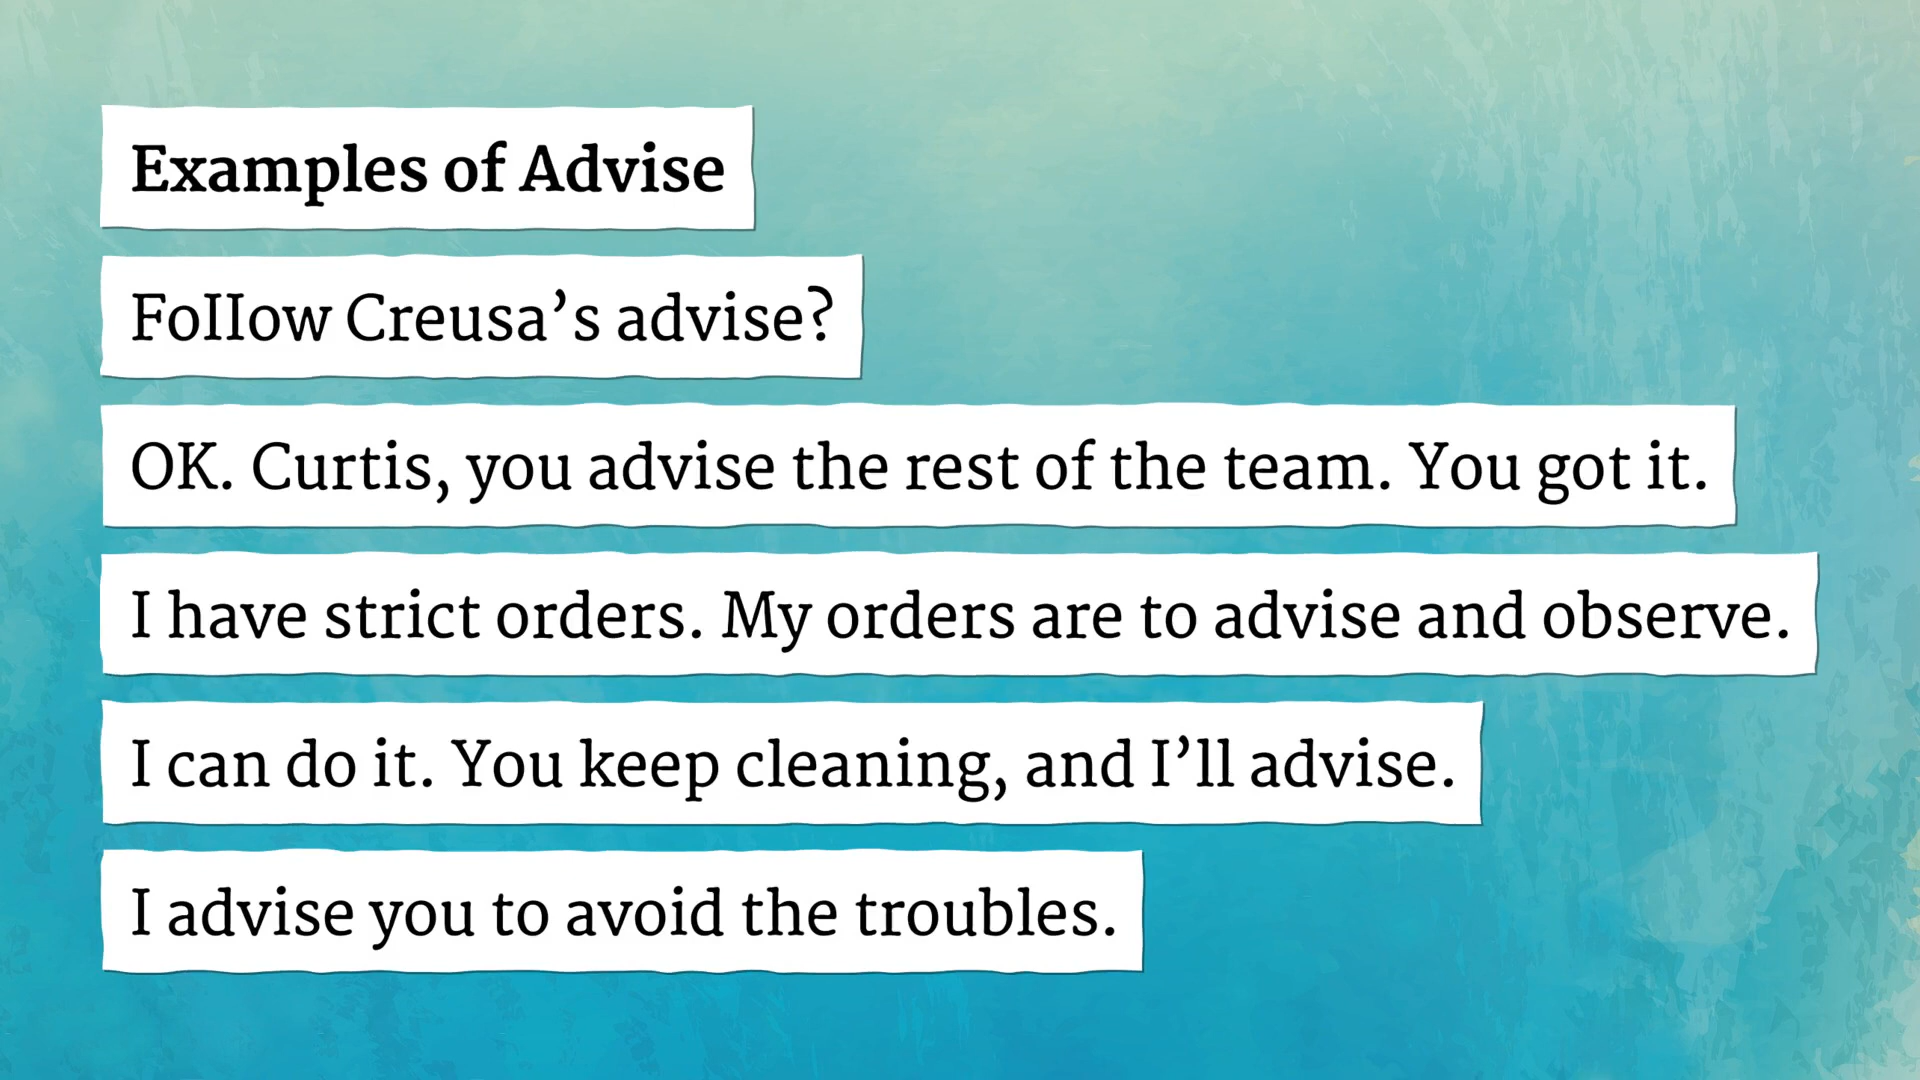 Examples of Advise
FoIIow Creusa’s advise?
OK. Curtis, you advise the rest of the team. You got it.
I have strict orders. My orders are to advise and observe.
I can do it. You keep cleaning, and I’ll advise.
I advise you to avoid the troubles.